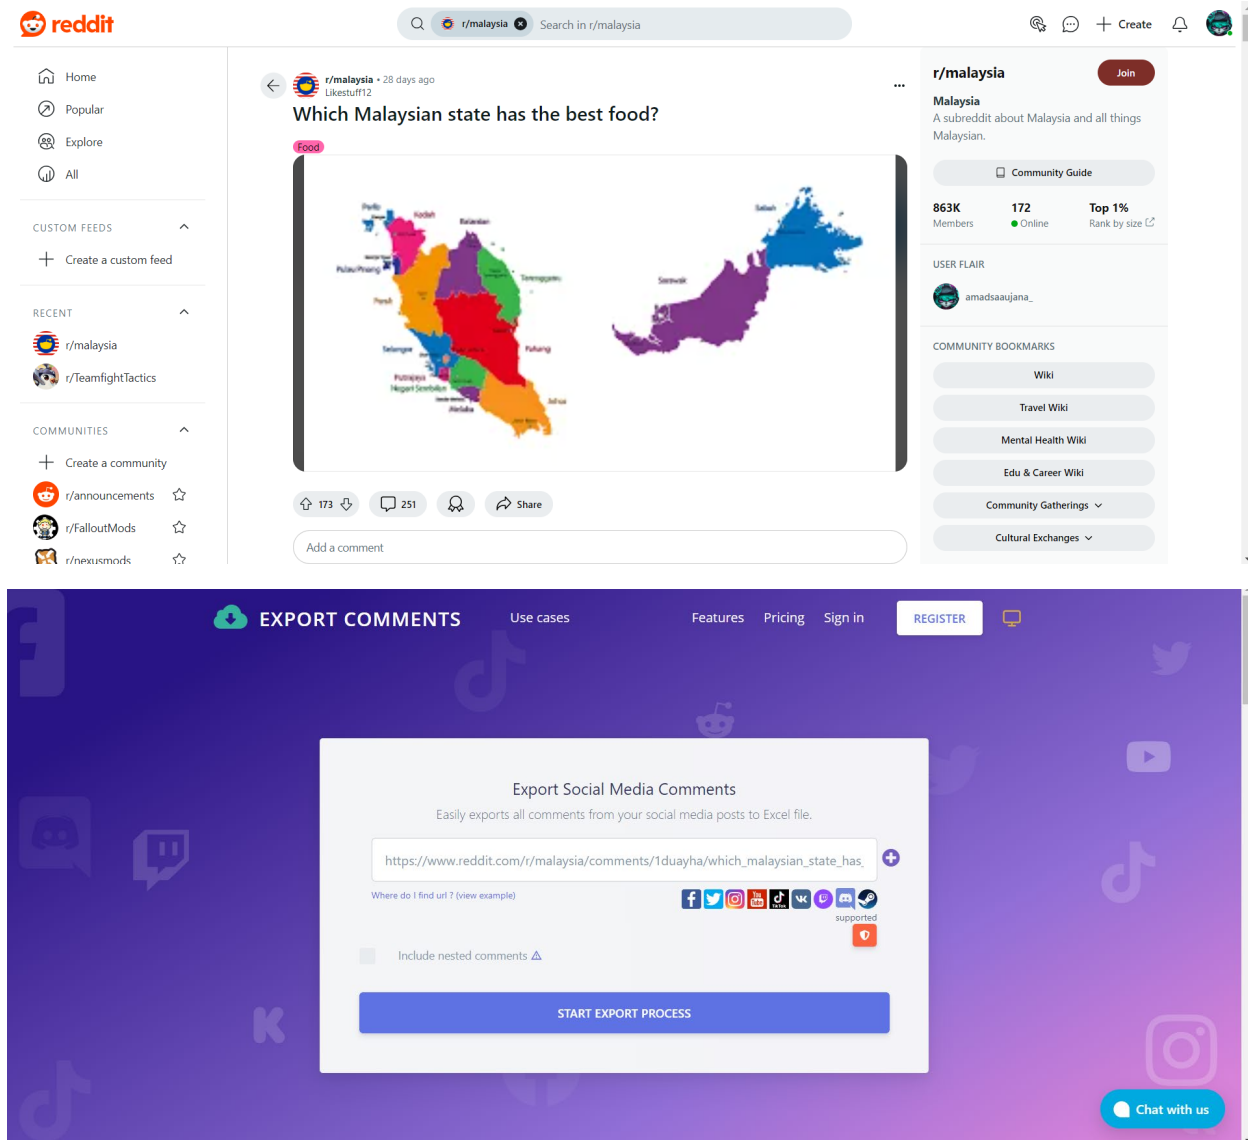 reddit
r/malaysia
Search in r/malaysia
Create
Home
Popular
Explore
All
CUSTOM FEEDS
Create a custom feed
RECENT
r/malaysia
r/TeamfightTactics
COMMUNITIES
Create a community
r/announcements
r/FalloutMods
r/nexusmods
r/malaysia • 28 days ago
Likestuff12
Which Malaysian state has the best food?
Food
Perlis
Kedah
Kelantan
Pulau Pinang
Terengganu
Perak
Selangor
Pahang
Putrajaya
Negeri Sembilan
Melaka
Johor
Sabah
Sarawak
173
251
Share
Add a comment
r/malaysia
Join
Malaysia
A subreddit about Malaysia and all things
Malaysian.
Community Guide
863K 172 Top 1%
Members Online Rank by size
USER FLAIR
amadsaaujana_
COMMUNITY BOOKMARKS
Wiki
Travel Wiki
Mental Health Wiki
Edu & Career Wiki
Community Gatherings
Cultural Exchanges
EXPORT COMMENTS
Use cases
Features
Pricing
Sign in
REGISTER
Export Social Media Comments
Easily exports all comments from your social media posts to Excel file.
https://www.reddit.com/r/malaysia/comments/1duayha/which_malaysian_state_has_
Where do I find url ? (view example)
You Tube
TikTok
supported
Include nested comments
START EXPORT PROCESS
Chat with us